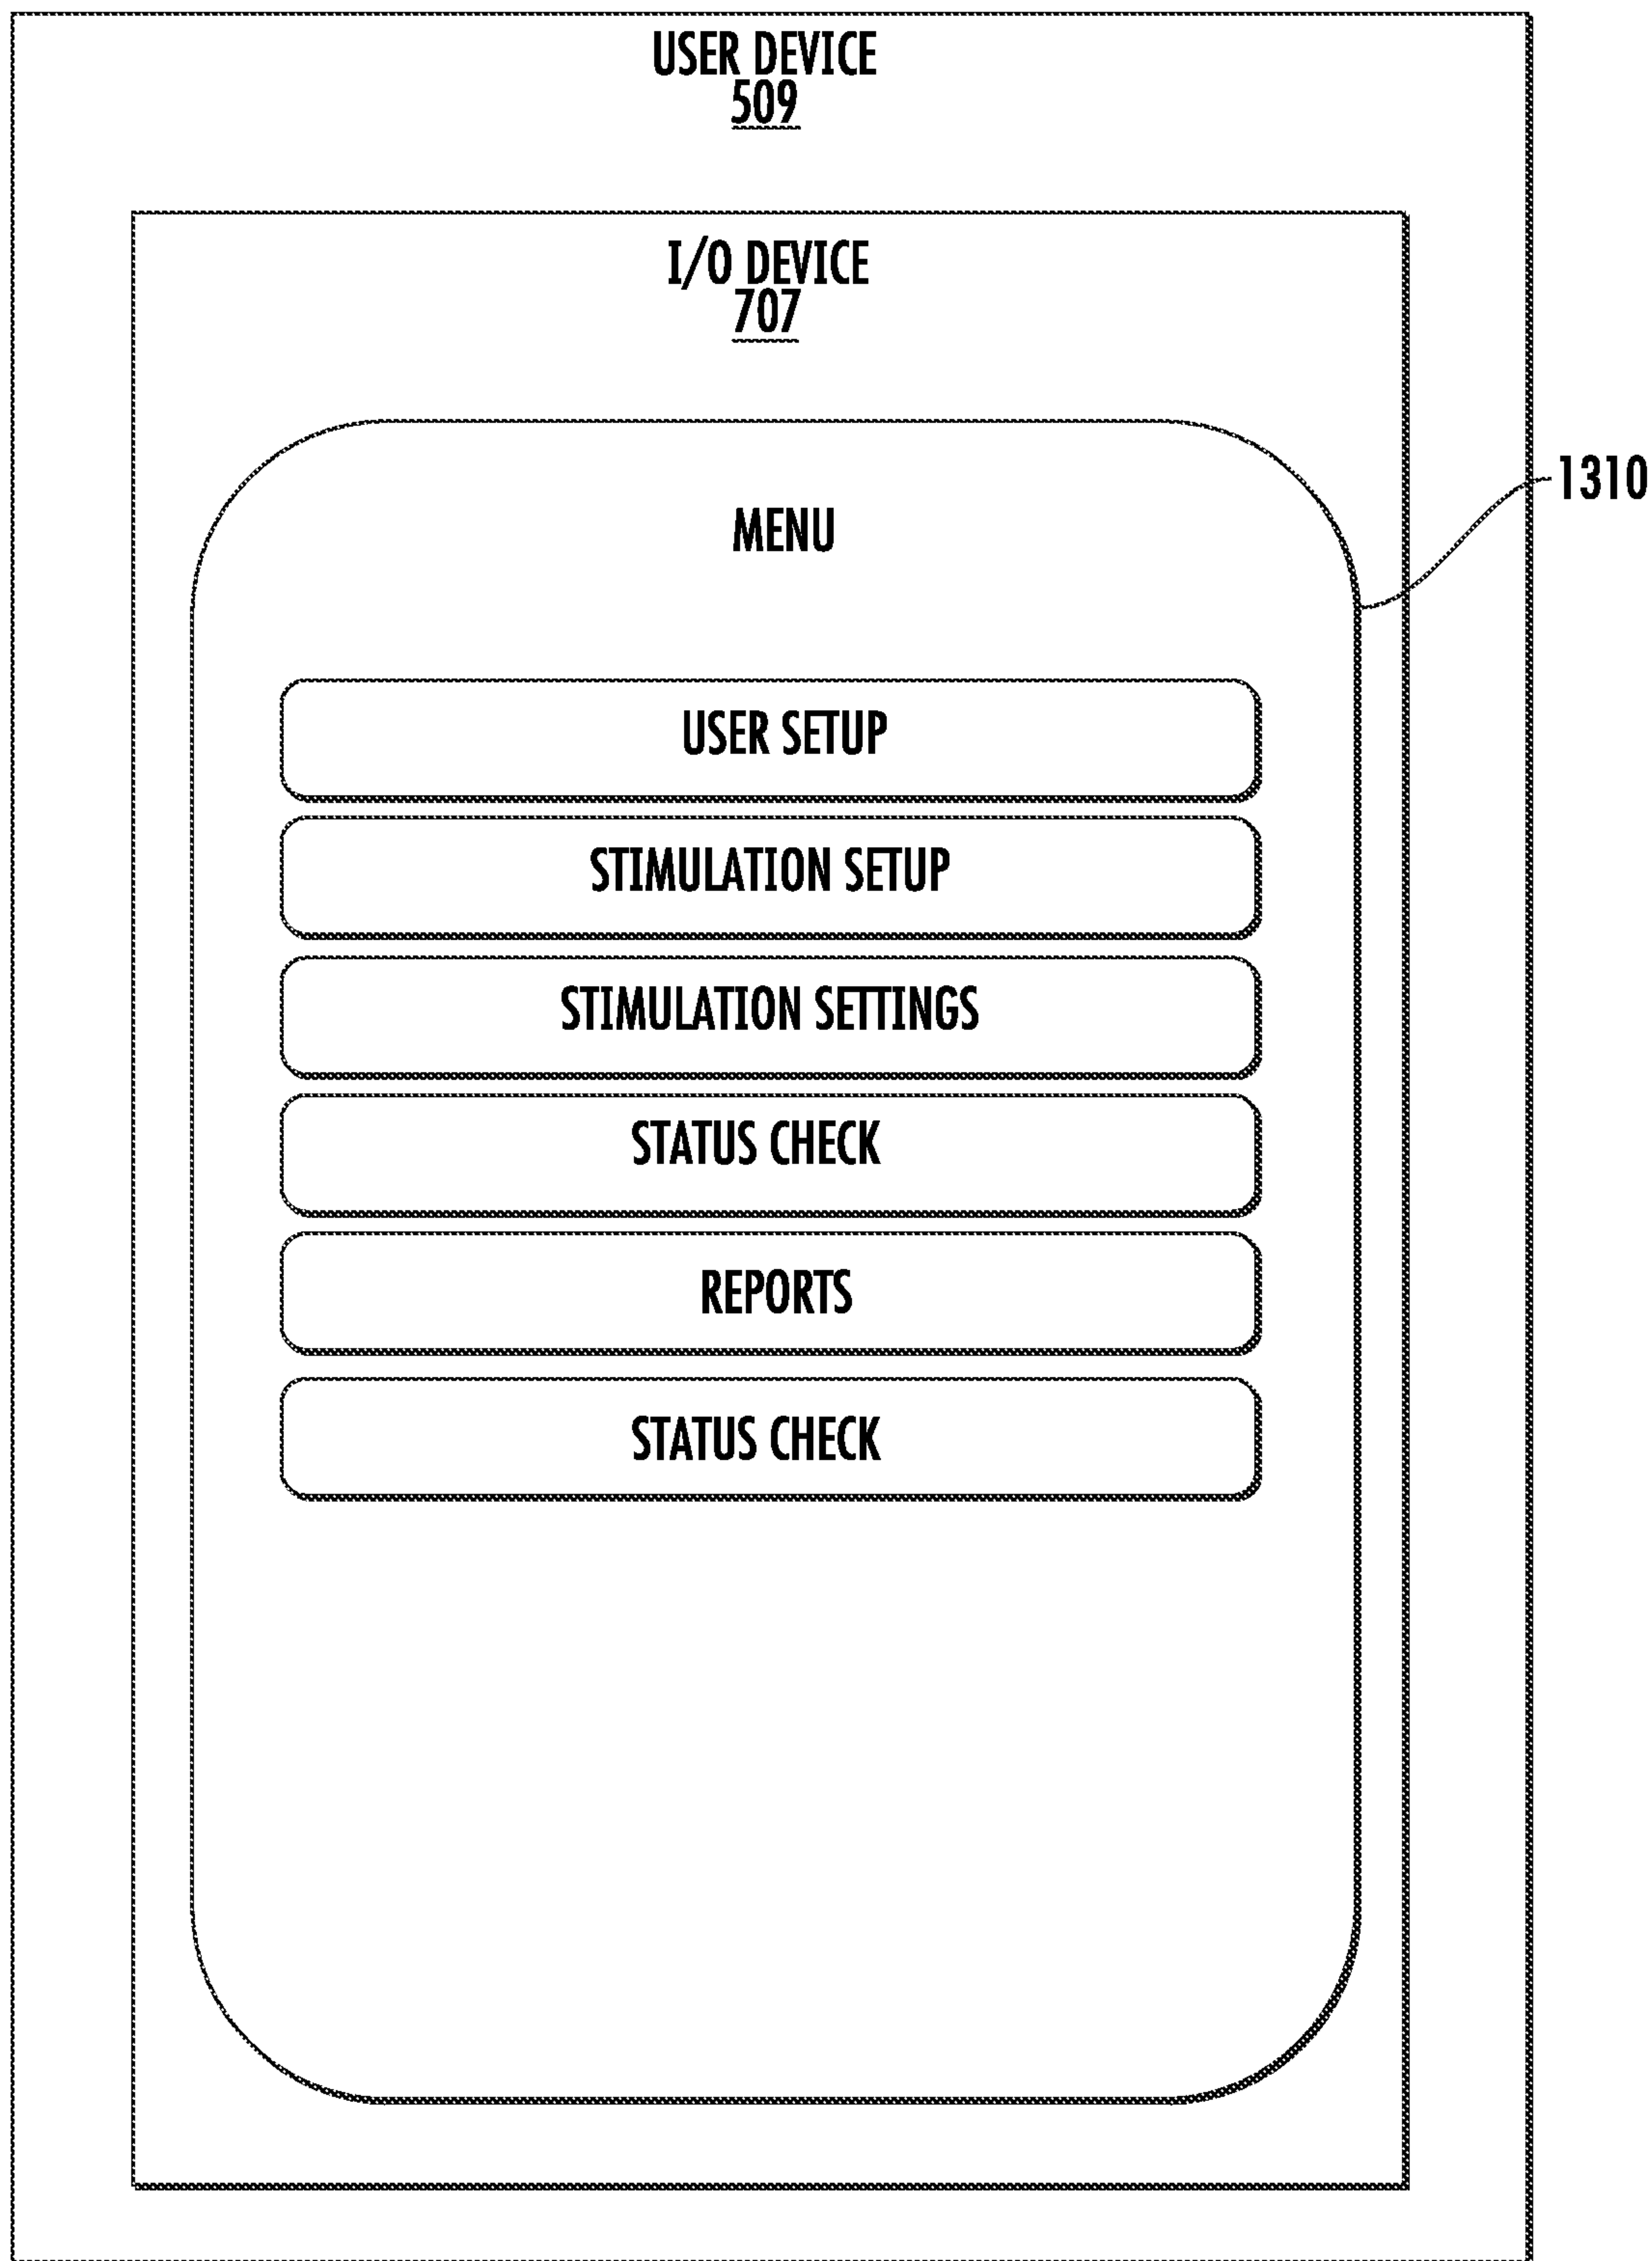 USER DEVICE
509
I/O DEVICE
707
1310
MENU
USER SETUP
STIMULATION SETUP
STIMULATION SETTINGS
STATUS CHECK
REPORTS
STATUS CHECK